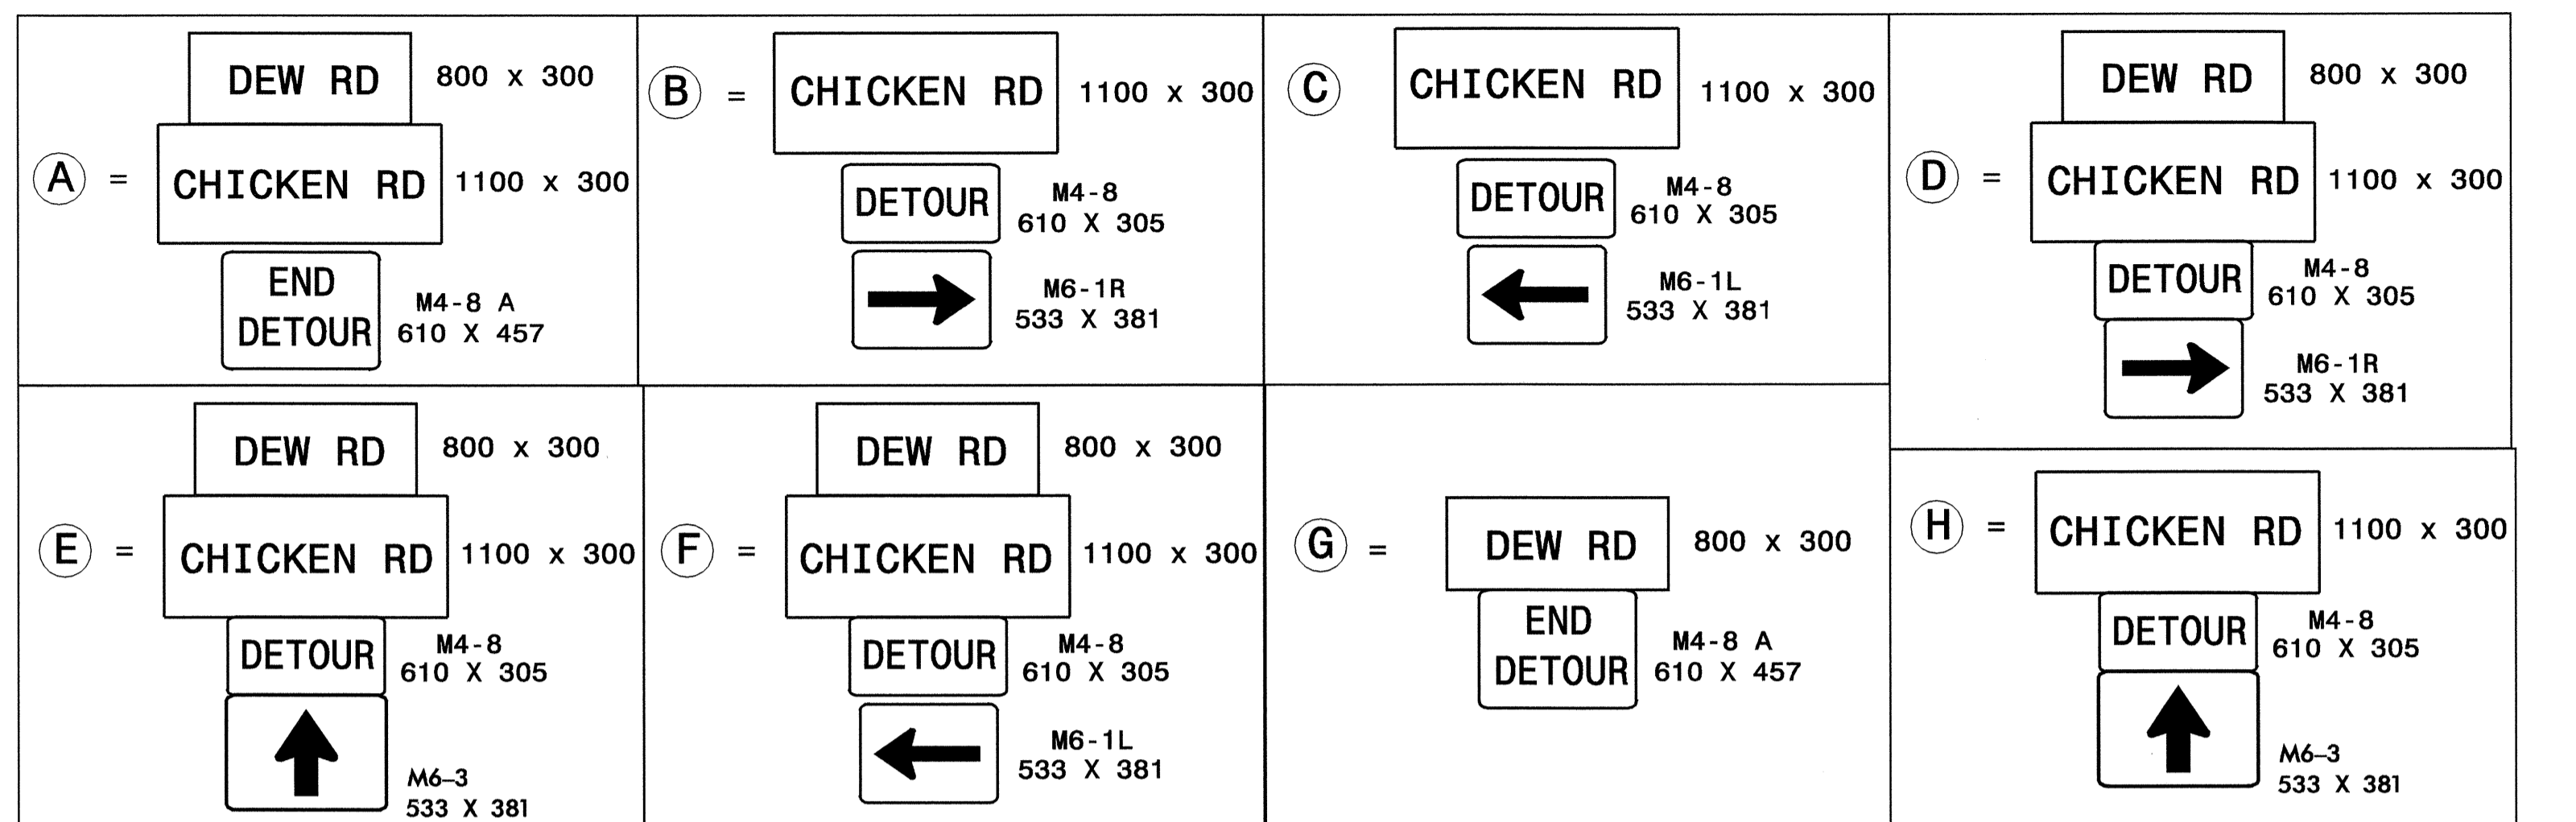 A =
DEW RD 800 x 300
CHICKEN RD 1100 x 300
END
DETOUR
M4-8 A
610 X 457
B =
CHICKEN RD 1100 x 300
DETOUR
M4-8
610 X 305
M6-1R
533 X 381
C
CHICKEN RD 1100 x 300
DETOUR
M4-8
610 X 305
M6-1L
533 X 381
D =
DEW RD 800 x 300
CHICKEN RD 1100 x 300
DETOUR
M4-8
610 X 305
M6-1R
533 X 381
E =
DEW RD 800 x 300
CHICKEN RD 1100 x 300
DETOUR
M4-8
610 X 305
M6-3
533 X 381
F =
DEW RD 800 x 300
CHICKEN RD 1100 x 300
DETOUR
M4-8
610 X 305
M6-1L
533 X 381
G =
DEW RD 800 x 300
END
DETOUR
M4-8 A
610 X 457
H =
CHICKEN RD 1100 x 300
DETOUR
M4-8
610 X 305
M6-3
533 X 381